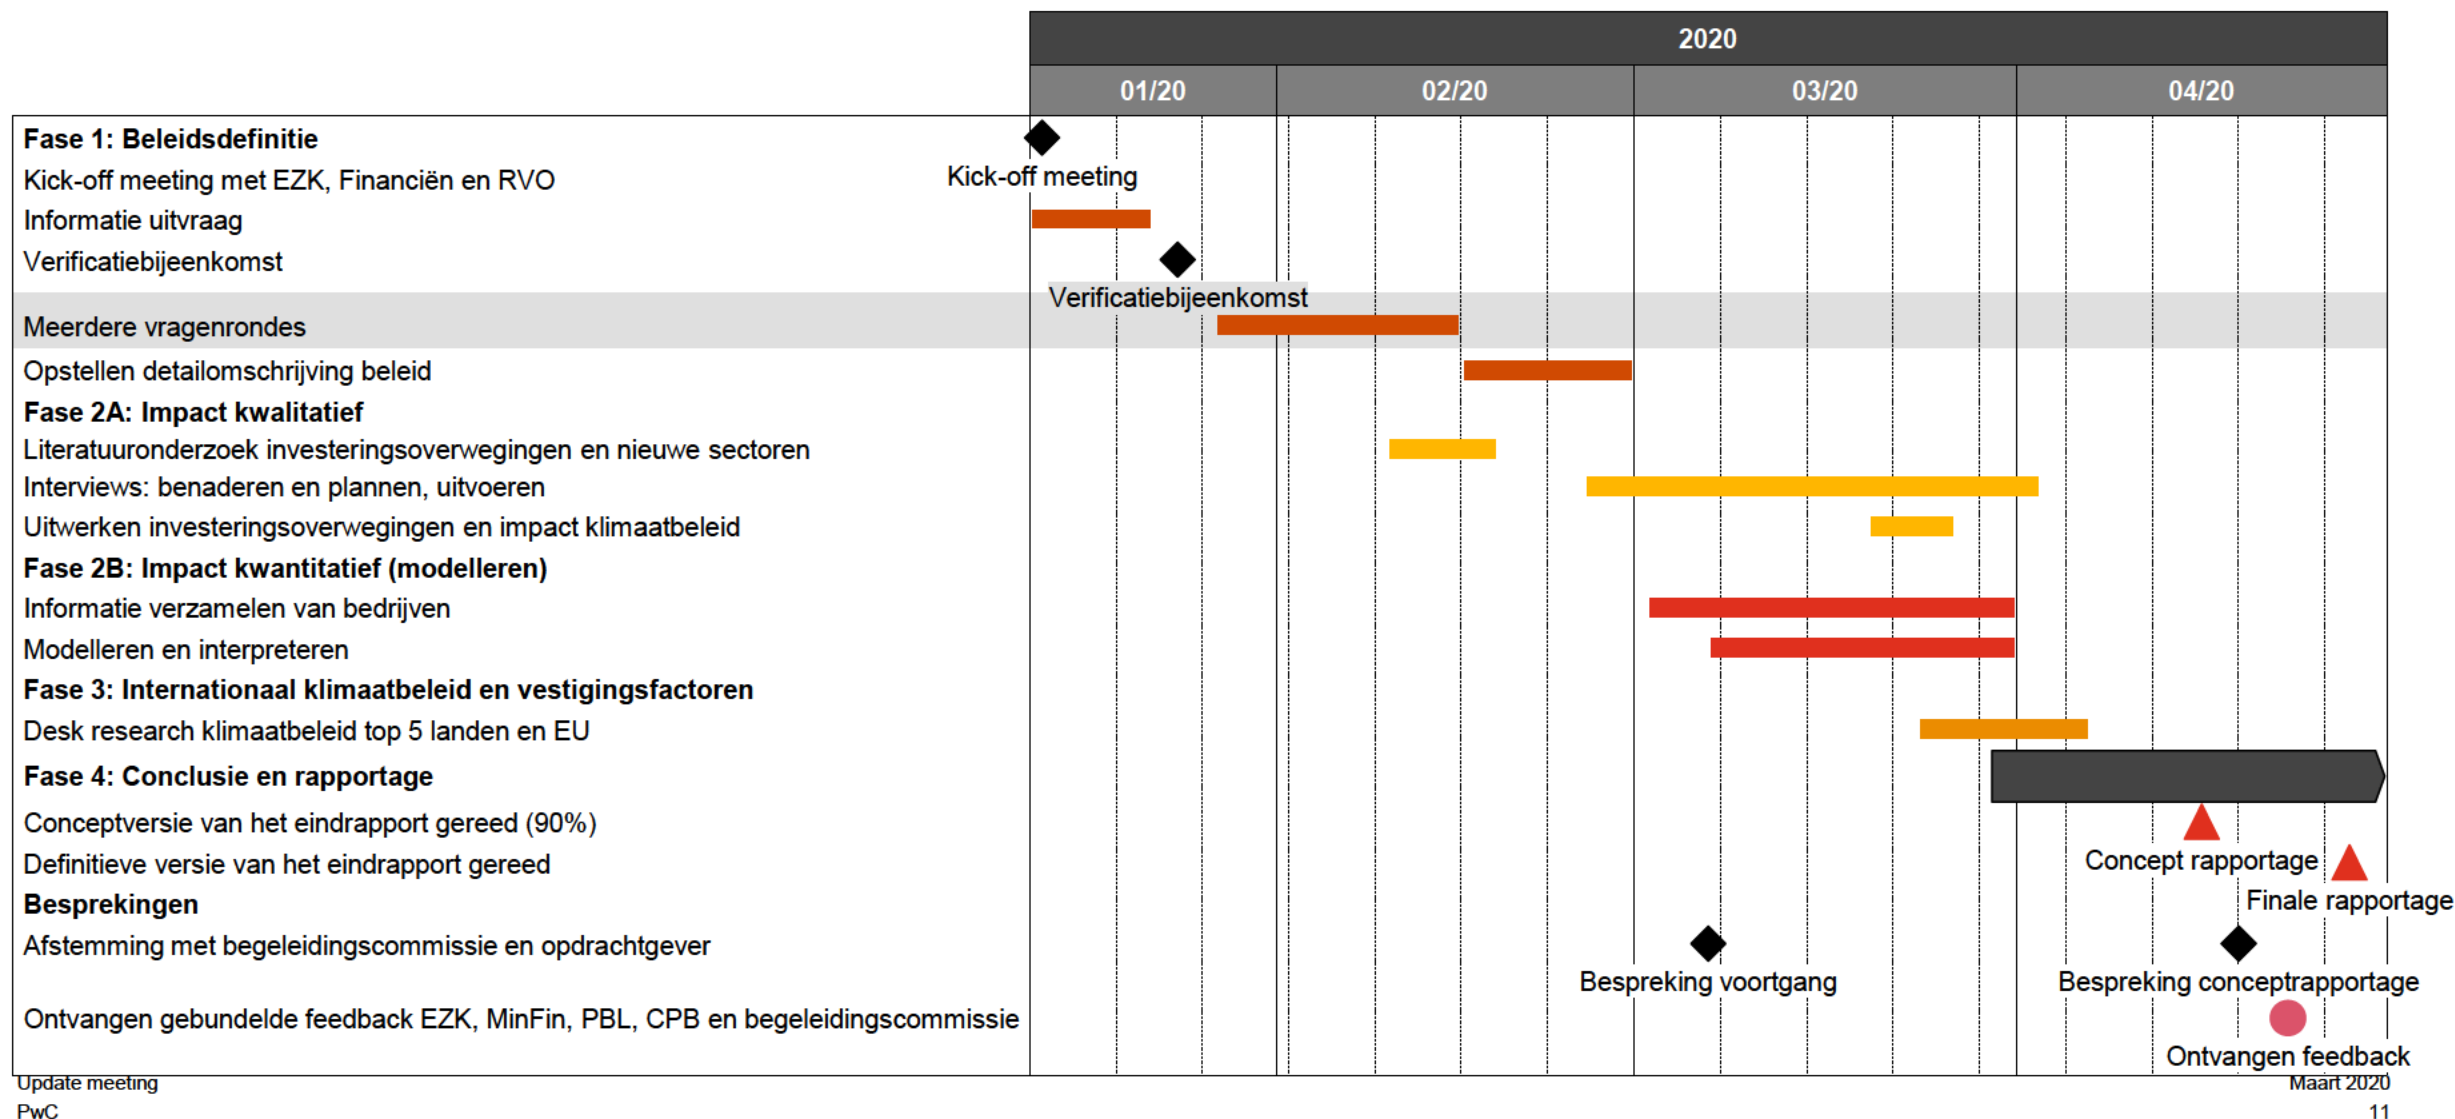 2020
01/20 02/20 03/20 04/20
Fase 1: Beleidsdefinitie
Kick-off meeting met EZK, Financiën en RVO
Kick-off meeting
Informatie uitvraag
Verificatiebijeenkomst
Verificatiebijeenkomst
Meerdere vragenrondes
Opstellen detailomschrijving beleid
Fase 2A: Impact kwalitatief
Literatuuronderzoek investeringsoverwegingen en nieuwe sectoren
Interviews: benaderen en plannen, uitvoeren
Uitwerken investeringsoverwegingen en impact klimaatbeleid
Fase 2B: Impact kwantitatief (modelleren)
Informatie verzamelen van bedrijven
Modelleren en interpreteren
Fase 3: Internationaal klimaatbeleid en vestigingsfactoren
Desk research klimaatbeleid top 5 landen en EU
Fase 4: Conclusie en rapportage
Conceptversie van het eindrapport gereed (90%)
Concept rapportage
Definitieve versie van het eindrapport gereed
Finale rapportage
Besprekingen
Afstemming met begeleidingscommissie en opdrachtgever
Bespreking voortgang
Bespreking conceptrapportage
Ontvangen gebundelde feedback EZK, MinFin, PBL, CPB en begeleidingscommissie
Ontvangen feedback
Update meeting
Maart 2020
PwC
11